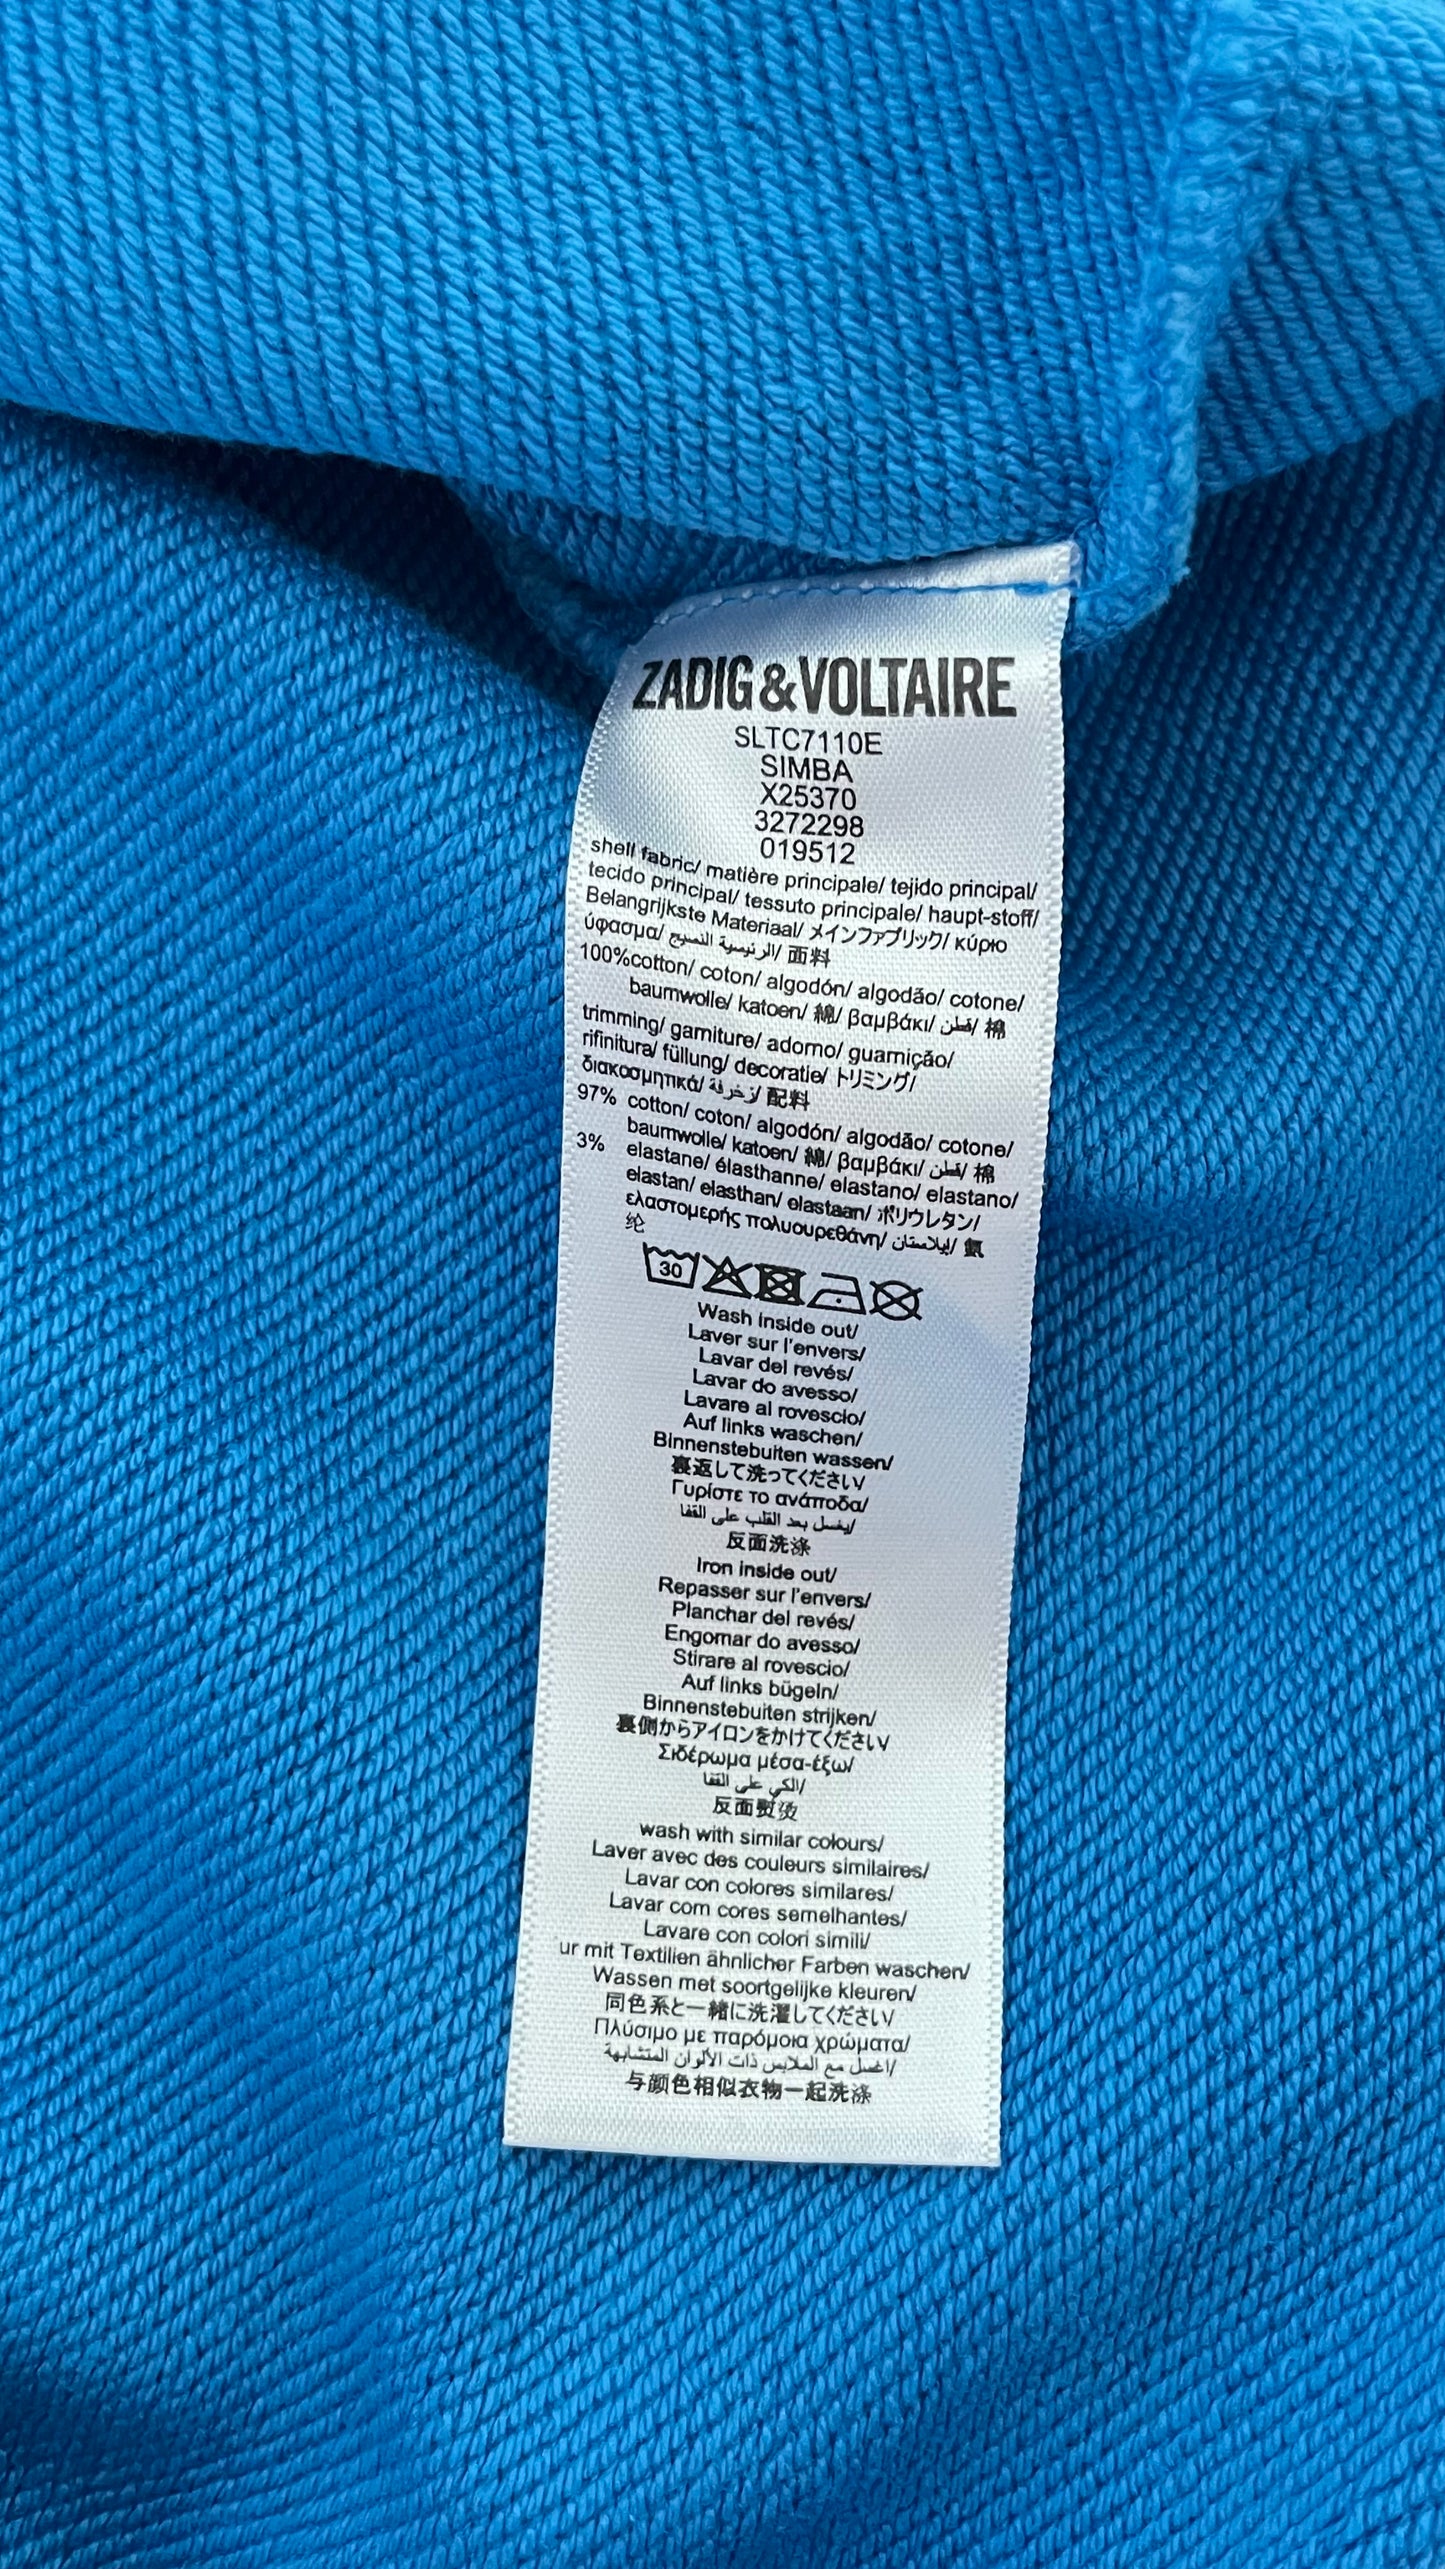 ZADIG&VOLTAIRE
SLTC7110E
SIMBA
X25370
3272298
019512
shell fabric/ matière principale/ tejido principal/
tecido principal/ tessuto principale/ haupt-stoff/
Belangrijkste Materiaal/ メインファブリック/ κύριο
ύφασμα/ الرئيسية النسيج/ 面料
100%cotton/ coton/ algodón/ algodão/ cotone/
baumwolle/ katoen/ 綿/ βαμβάκι/ قطن/ 棉
trimming/ garniture/ adorno/ guarnição/
rifinitura/ füllung/ decoratie/ トリミング/
διακοσμητικά/ زخرفة/ 配料
97% cotton/ coton/ algodón/ algodão/ cotone/
baumwolle/ katoen/ 綿/ βαμβάκι/ قطن/ 棉
3% elastane/ élasthanne/ elastano/ elastano/
elastan/ elasthan/ elastaan/ ポリウレタン/
ελαστομερής πολυουρεθάνη/ إيلاستان/ 氨
纶
30
Wash inside out/
Laver sur l'envers/
Lavar del revés/
Lavar do avesso/
Lavare al rovescio/
Auf links waschen/
Binnenstebuiten wassen/
裏返して洗ってください/
Γυρίστε το ανάποδα/
يغسل بعد القلب على القفا/
反面洗涤
Iron inside out/
Repasser sur l'envers/
Planchar del revés/
Engomar do avesso/
Stirare al rovescio/
Auf links bügeln/
Binnenstebuiten strijken/
裏側からアイロンをかけてください/
Σιδέρωμα μέσα-έξω/
الكي على القفا/
反面熨烫
wash with similar colours/
Laver avec des couleurs similaires/
Lavar con colores similares/
Lavar com cores semelhantes/
Lavare con colori simili/
ur mit Textilien ähnlicher Farben waschen/
Wassen met soortgelijke kleuren/
同色系と一緒に洗濯してください/
Πλύσιμο με παρόμοια χρώματα/
اغسل مع الملابس ذات الألوان المتشابهة/
与颜色相似衣物一起洗涤